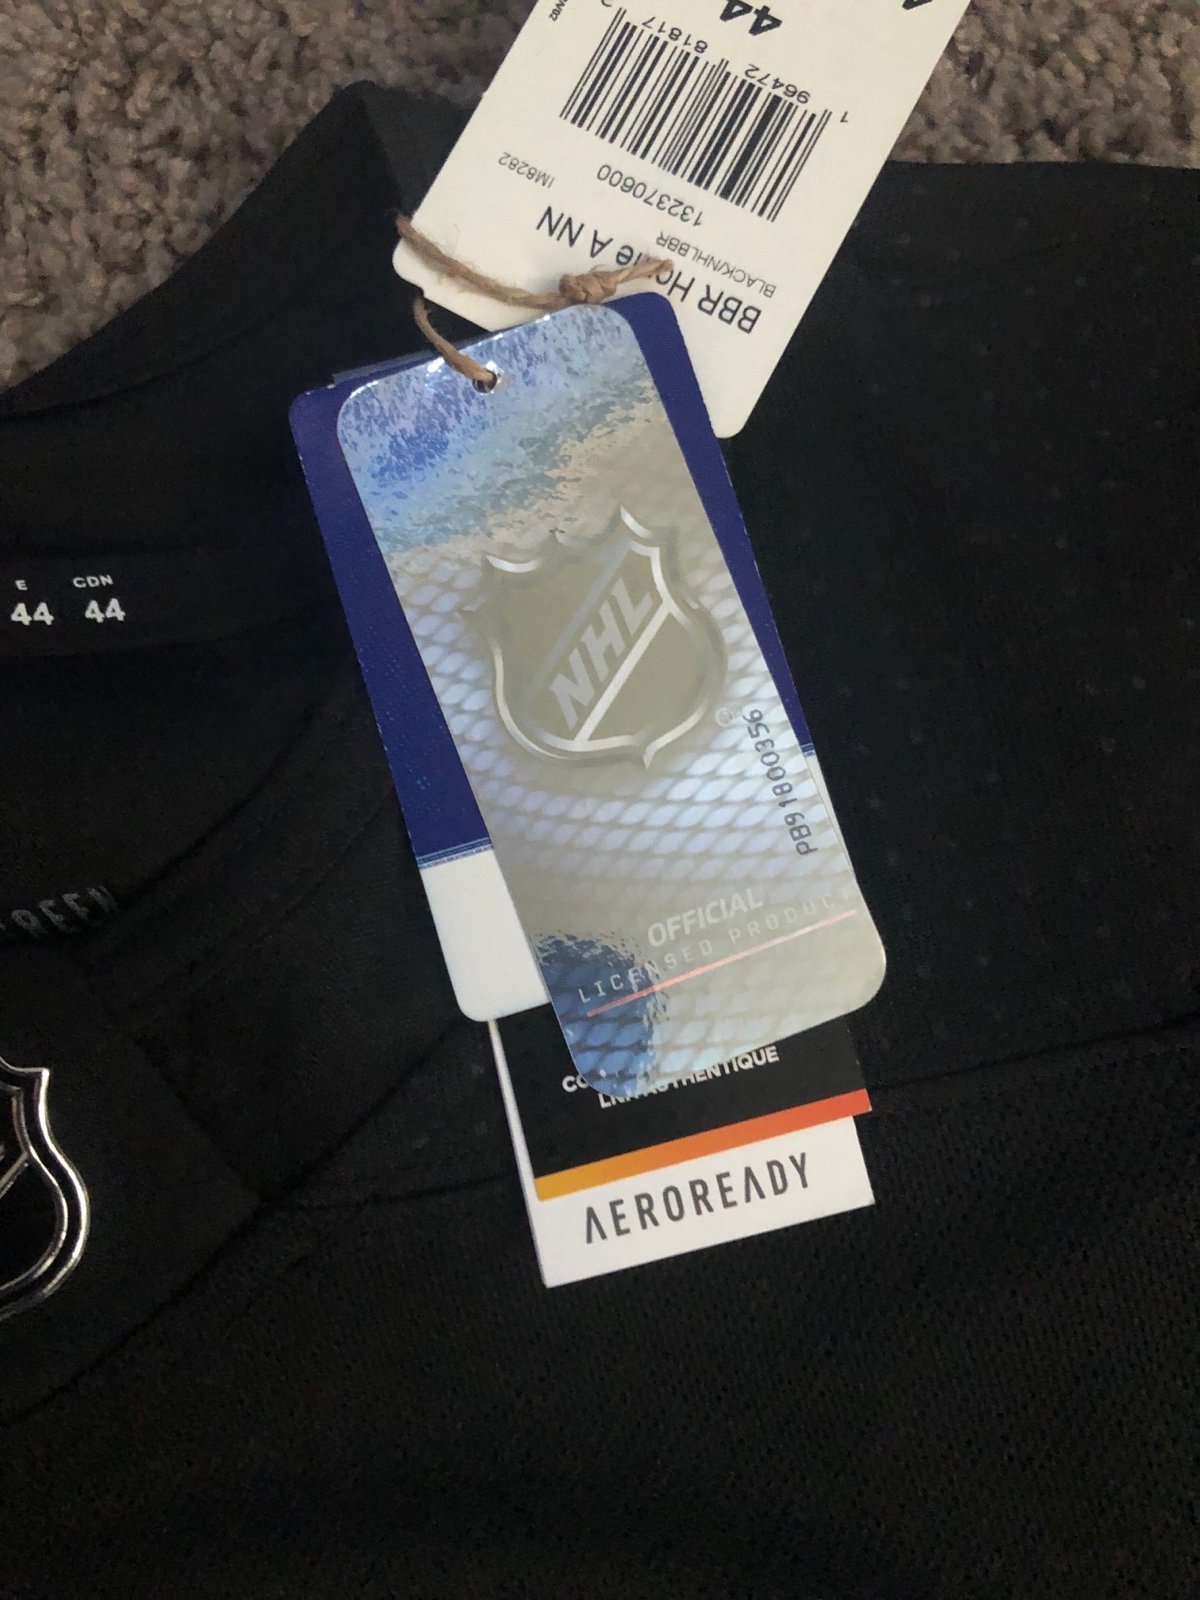 44
1 96472 81817 2
IM8282
132370600
BLACK/NHLBBR
BBR Home A NN
E CDN
44 44
NHL
®
PB91800356
OFFICIAL
LICENSED PRODUCT
AUTHENTIQUE
AEROREADY